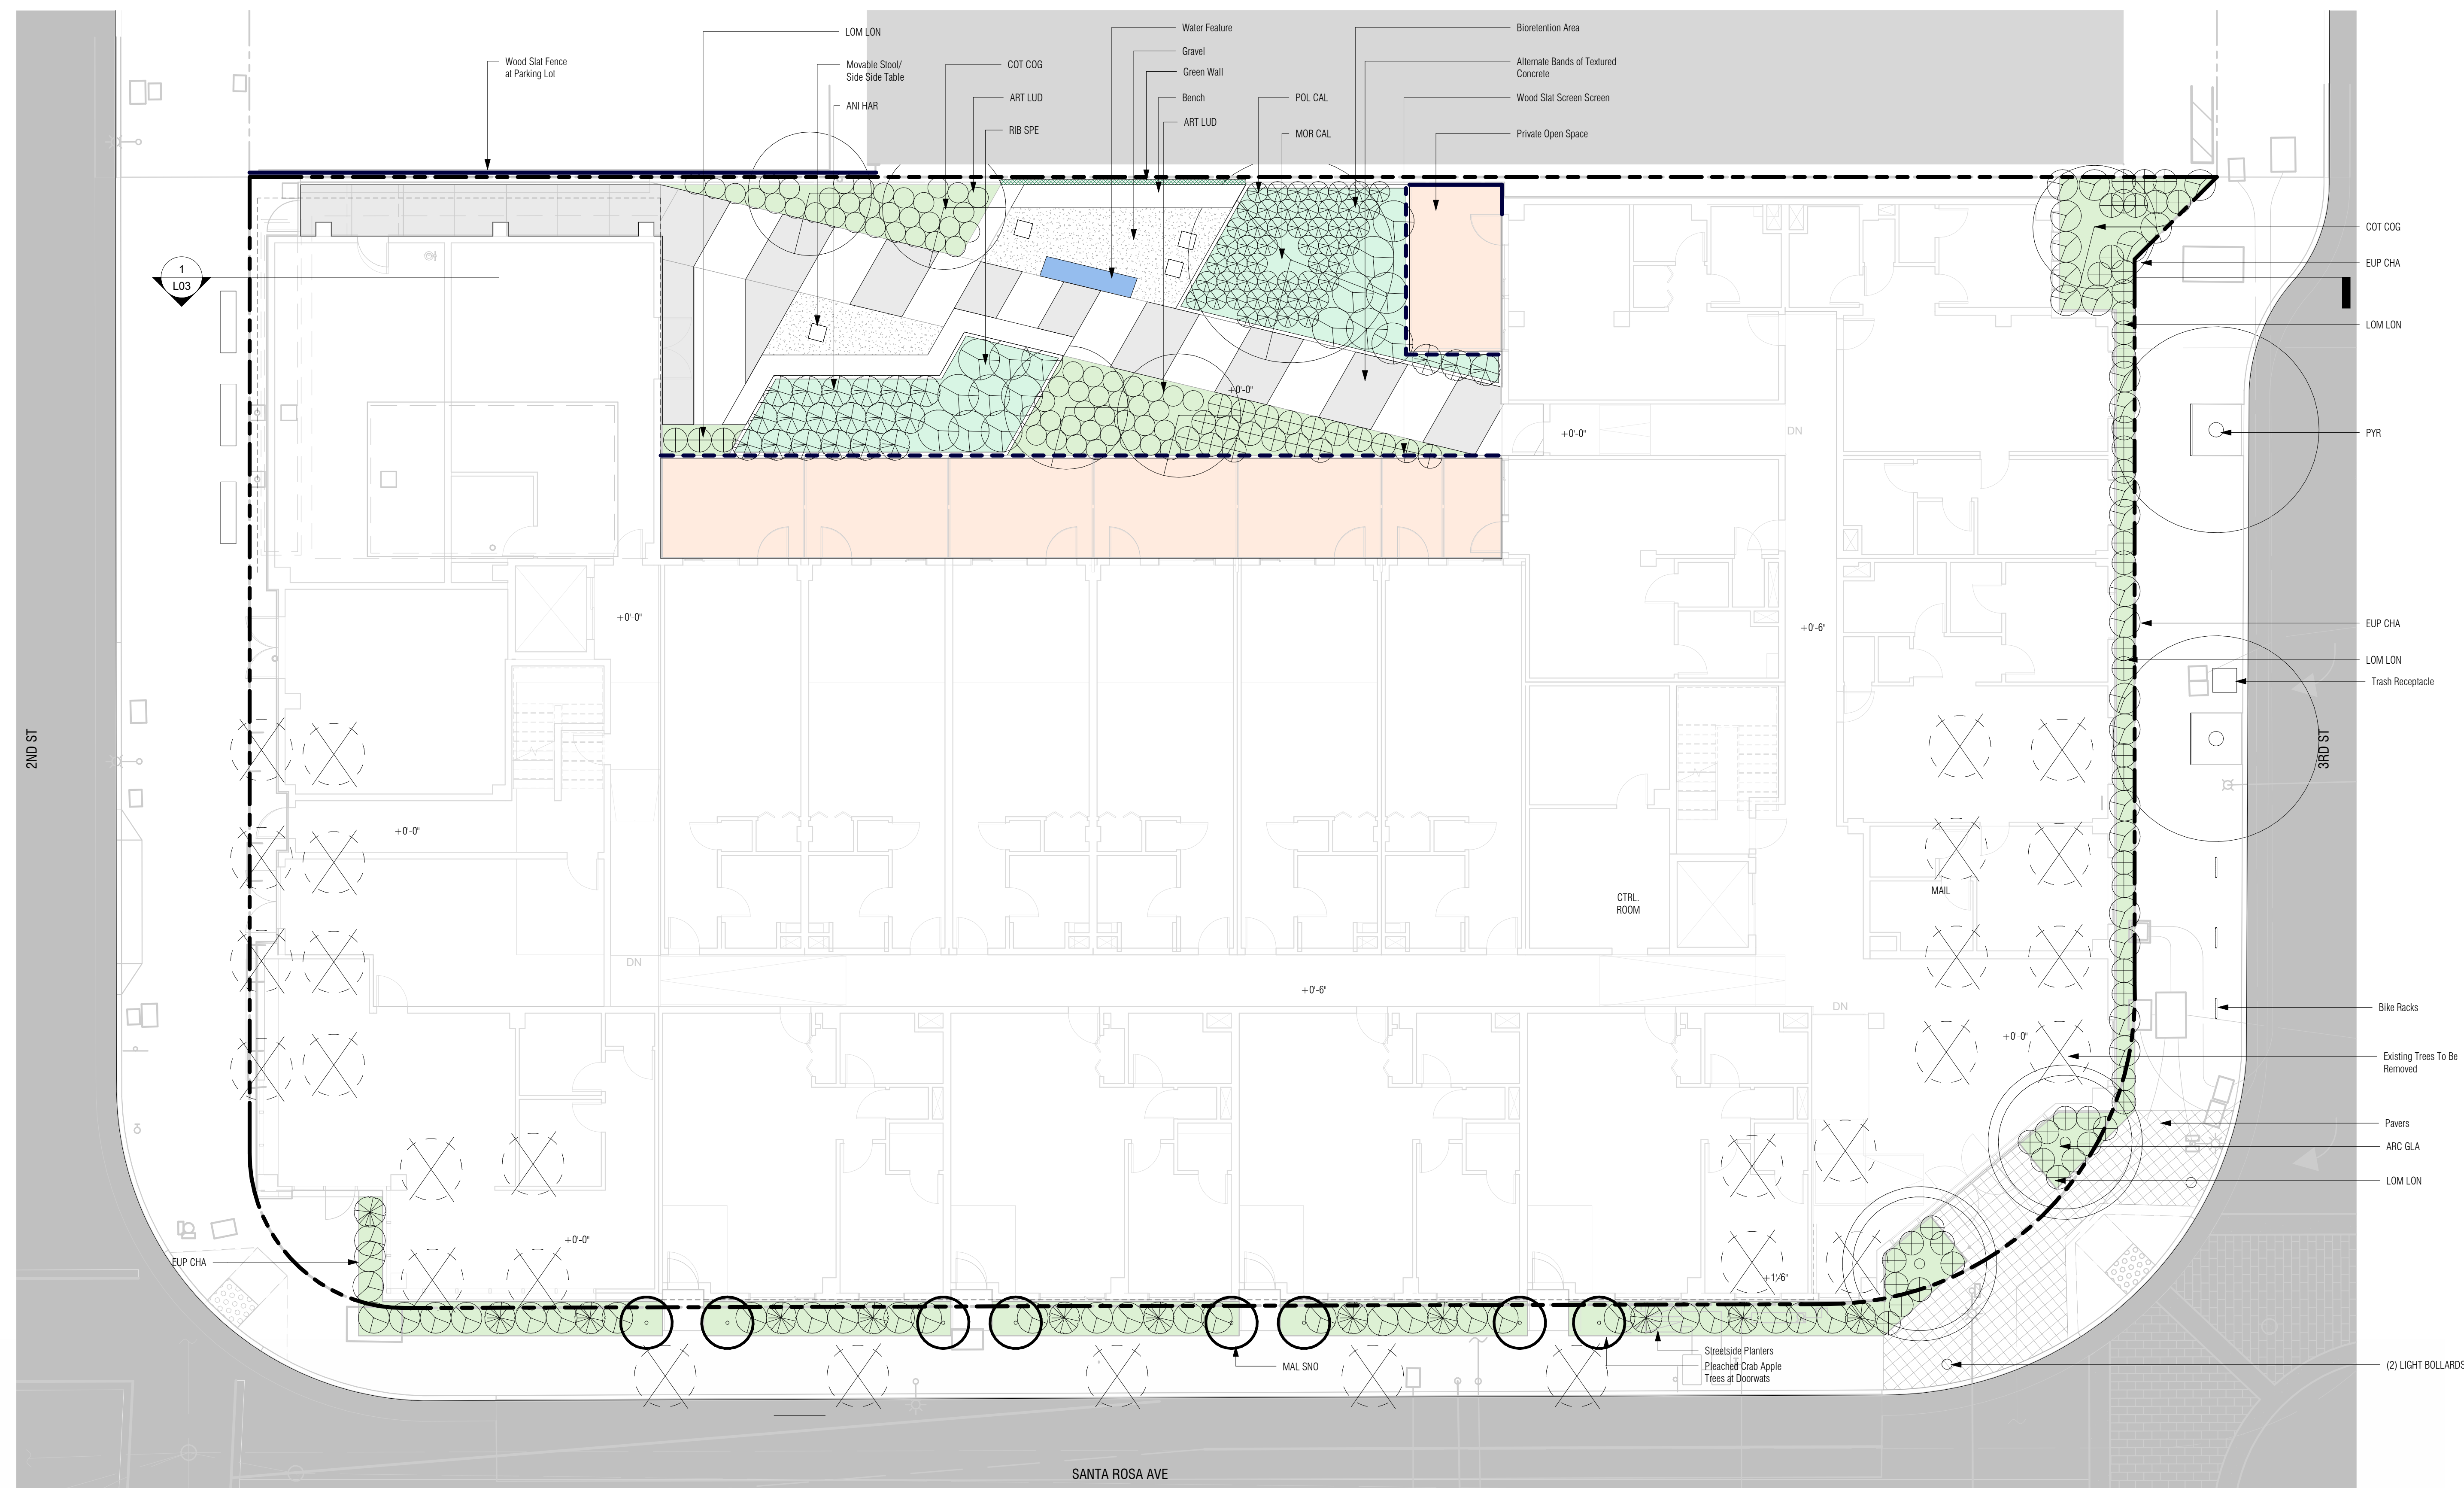 LOM LON
Wood Slat Fence
at Parking Lot
Movable Stool/
Side Side Table
ANI HAR
COT COG
ART LUD
RIB SPE
Water Feature
Gravel
Green Wall
Bench
ART LUD
POL CAL
MOR CAL
Bioretention Area
Alternate Bands of Textured
Concrete
Wood Slat Screen Screen
Private Open Space
1
L03
COT COG
EUP CHA
LOM LON
PYR
EUP CHA
LOM LON
Trash Receptacle
Bike Racks
Existing Trees To Be
Removed
Pavers
ARC GLA
LOM LON
(2) LIGHT BOLLARDS
+0'-0"
+0'-0"
DN
+0'-0"
+0'-6"
2ND ST
3RD ST
+0'-0"
MAIL
CTRL.
ROOM
DN
+0'-6"
DN
+0'-0"
+0'-0"
EUP CHA
+1'-6"
MAL SNO
Streetside Planters
Pleached Crab Apple
Trees at Doorwats
SANTA ROSA AVE